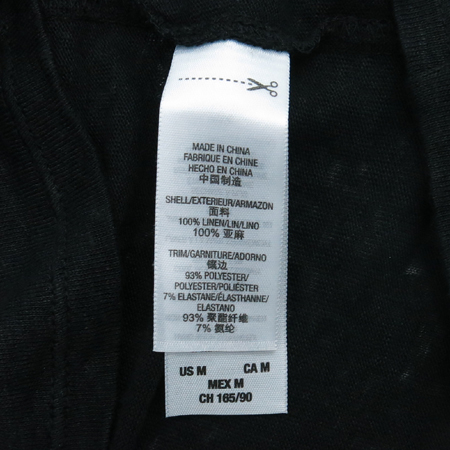 MADE IN CHINA
FABRIQUE EN CHINE
HECHO EN CHINA
中国制造
SHELL/EXTERIEUR/ARMAZON
面料
100% LINEN/LIN/LINO
100% 亚麻
TRIM/GARNITURE/ADORNO
镶边
93% POLYESTER/
POLYESTER/POLIÉSTER
7% ELASTANE/ÉLASTHANNE/
ELASTANO
93% 聚酯纤维
7% 氨纶
US M CA M
MEX M
CH 165/90